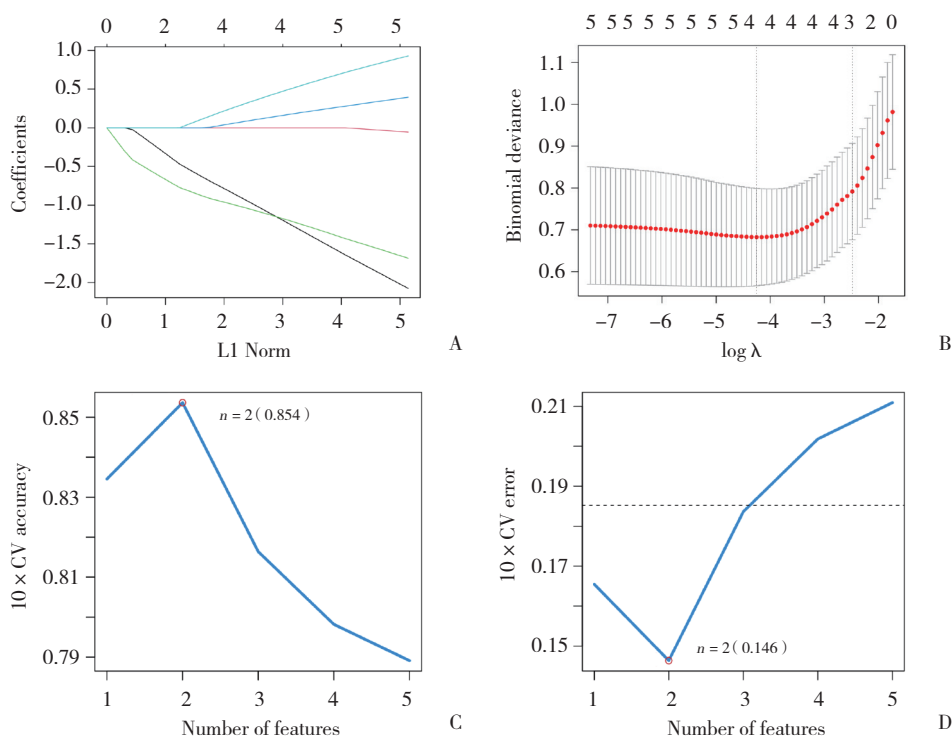 0 2 4 4 5 5
1.0
0.5
0.0
−0.5
−1.0
−1.5
−2.0
Coefficients
0 1 2 3 4 5
L1 Norm
A
5 5 5 5 5 5 5 4 4 4 4 3 2 0
1.1
1.0
0.9
0.8
0.7
0.6
Binomial deviance
−7 −6 −5 −4 −3 −2
log λ
B
0.85
0.83
0.81
0.79
10 × CV accuracy
n = 2 ( 0.854 )
1 2 3 4 5
Number of features
C
0.21
0.19
0.17
0.15
10 × CV error
n = 2 ( 0.146 )
1 2 3 4 5
Number of features
D